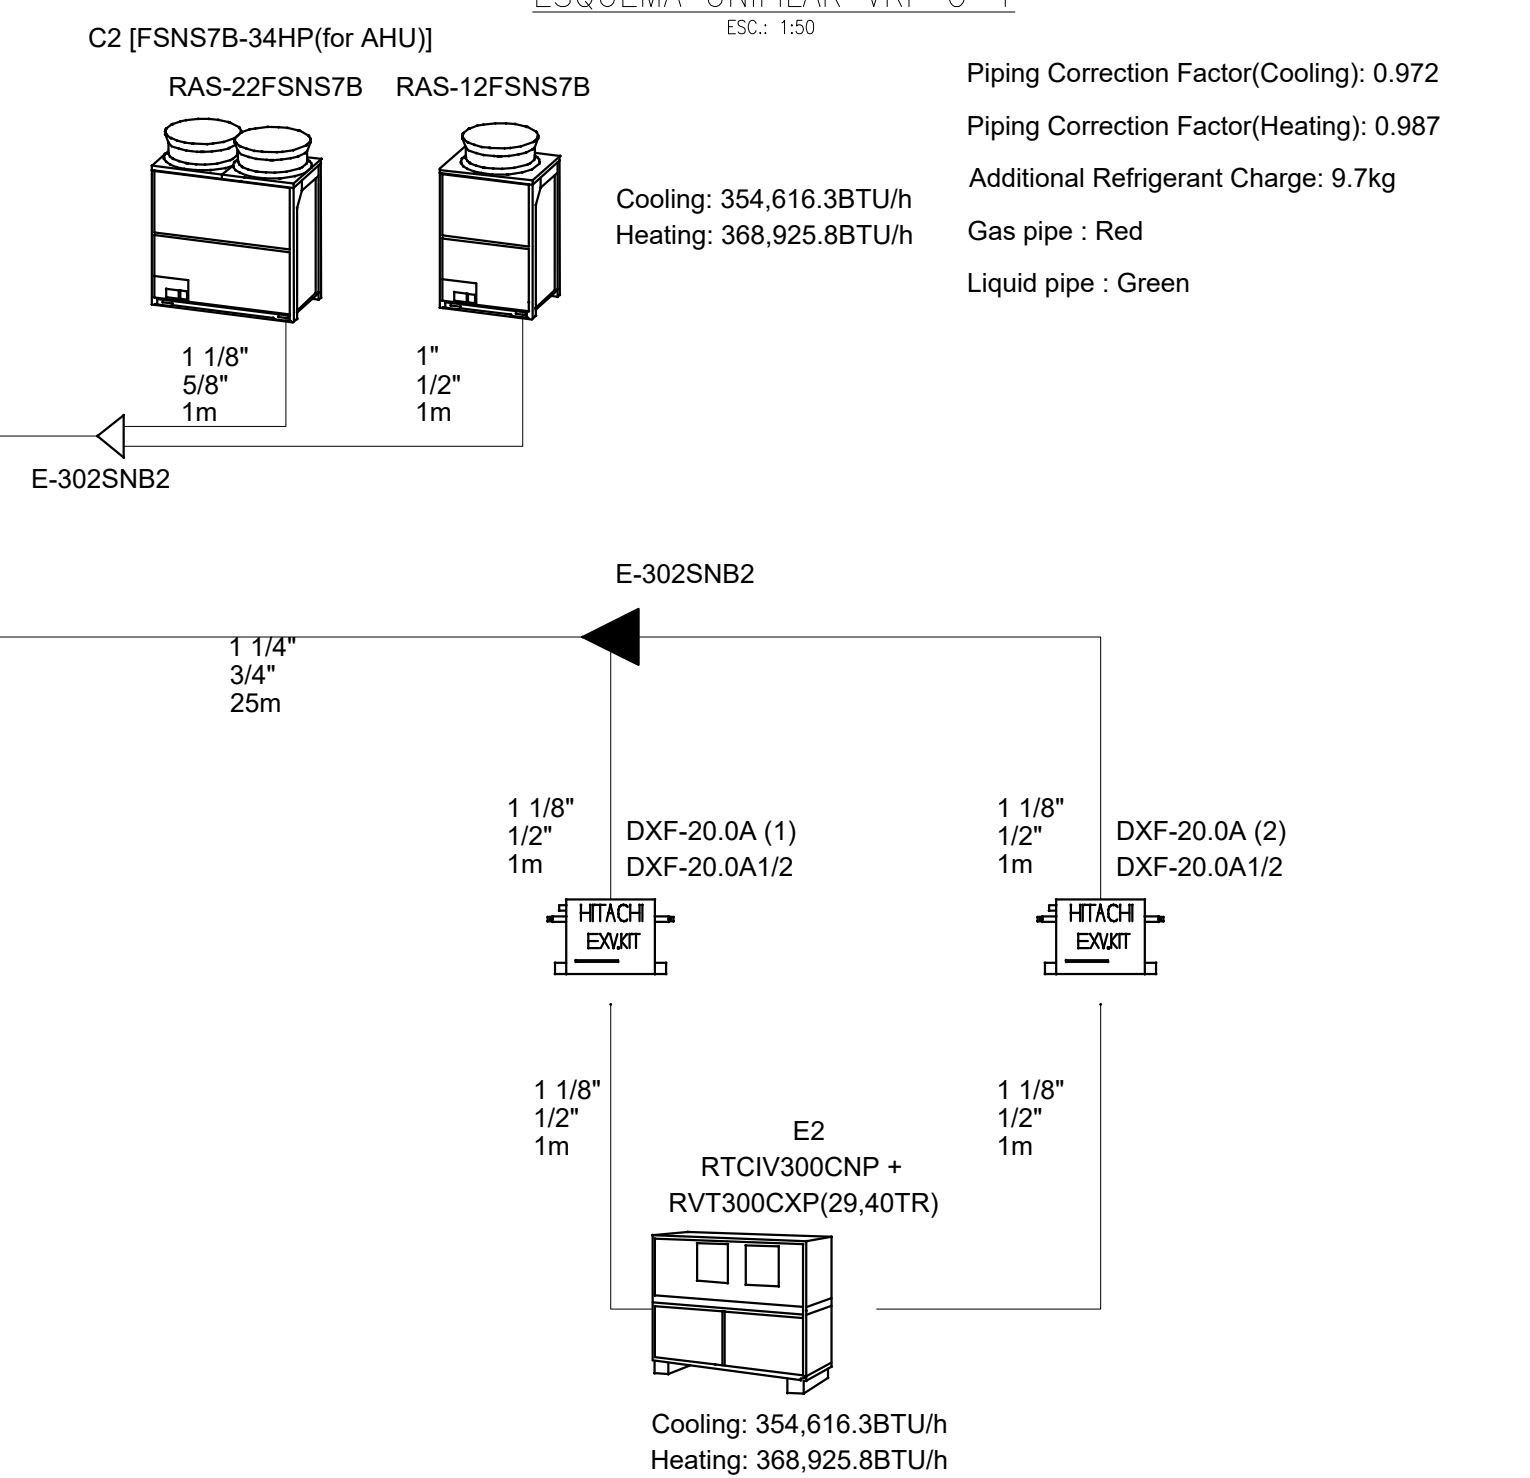 ESQUEMA UNIFILAR VRF C-1
ESC.: 1:50
C2 [FSNS7B-34HP(for AHU)]
RAS-22FSNS7B
RAS-12FSNS7B
Piping Correction Factor(Cooling): 0.972
Piping Correction Factor(Heating): 0.987
Additional Refrigerant Charge: 9.7kg
Gas pipe : Red
Liquid pipe : Green
Cooling: 354,616.3BTU/h
Heating: 368,925.8BTU/h
1 1/8"
5/8"
1m
1"
1/2"
1m
E-302SNB2
E-302SNB2
1 1/4"
3/4"
25m
1 1/8"
1/2"
1m
DXF-20.0A (1)
DXF-20.0A1/2
HITACHI
EXV.KIT
1 1/8"
1/2"
1m
DXF-20.0A (2)
DXF-20.0A1/2
HITACHI
EXV.KIT
1 1/8"
1/2"
1m
1 1/8"
1/2"
1m
E2
RTCIV300CNP +
RVT300CXP(29,40TR)
Cooling: 354,616.3BTU/h
Heating: 368,925.8BTU/h